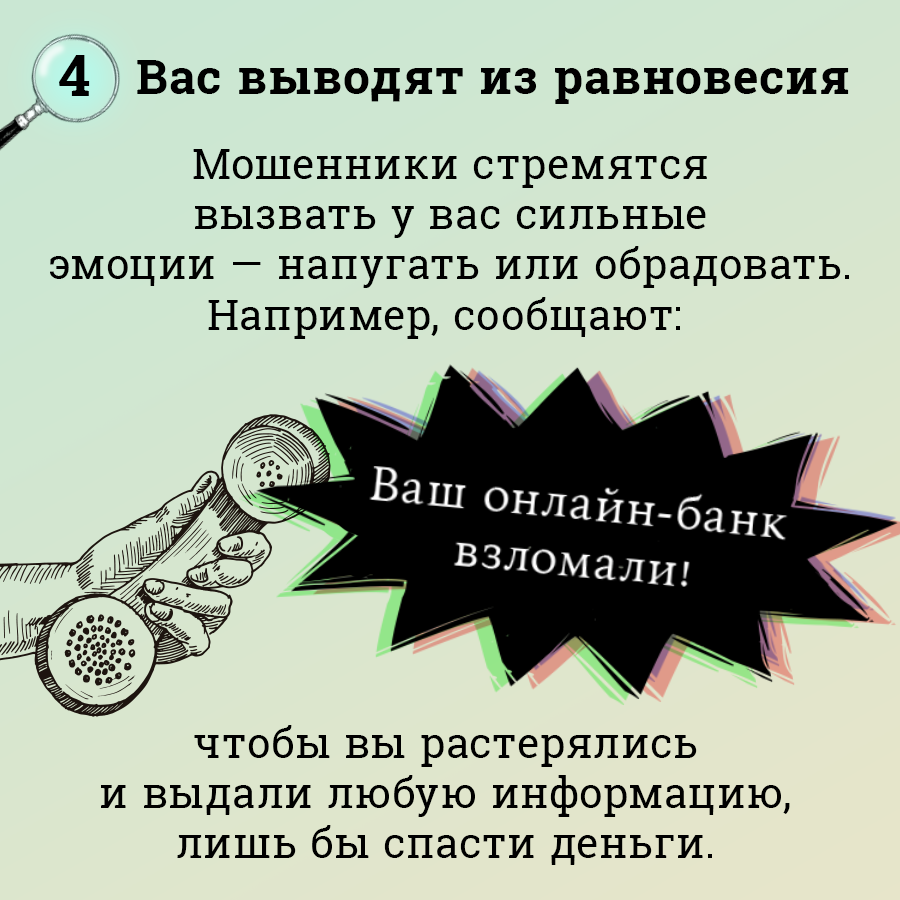 4 Вас выводят из равновесия
Мошенники стремятся
вызвать у вас сильные
эмоции — напугать или обрадовать.
Например, сообщают:
Ваш онлайн-банк
взломали!
чтобы вы растерялись
и выдали любую информацию,
лишь бы спасти деньги.